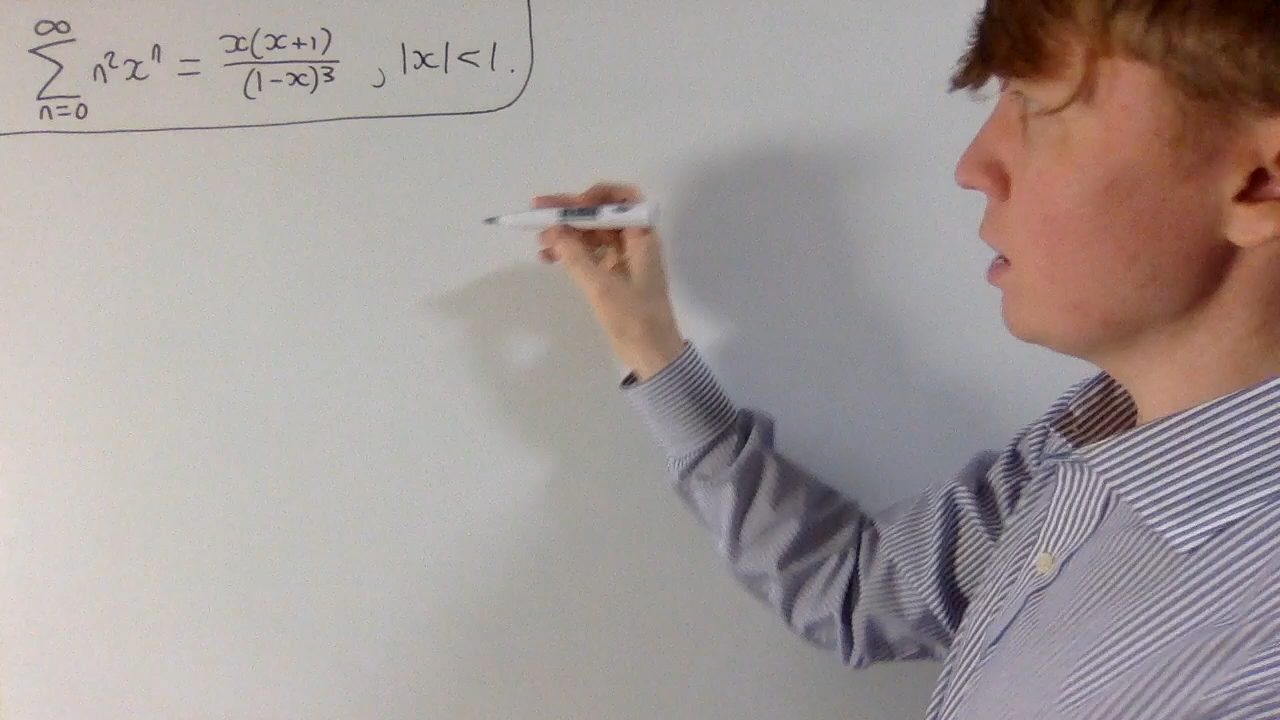 ∞
∑ n²xⁿ = x(x+1)/(1-x)³ , |x|<1.
n=0